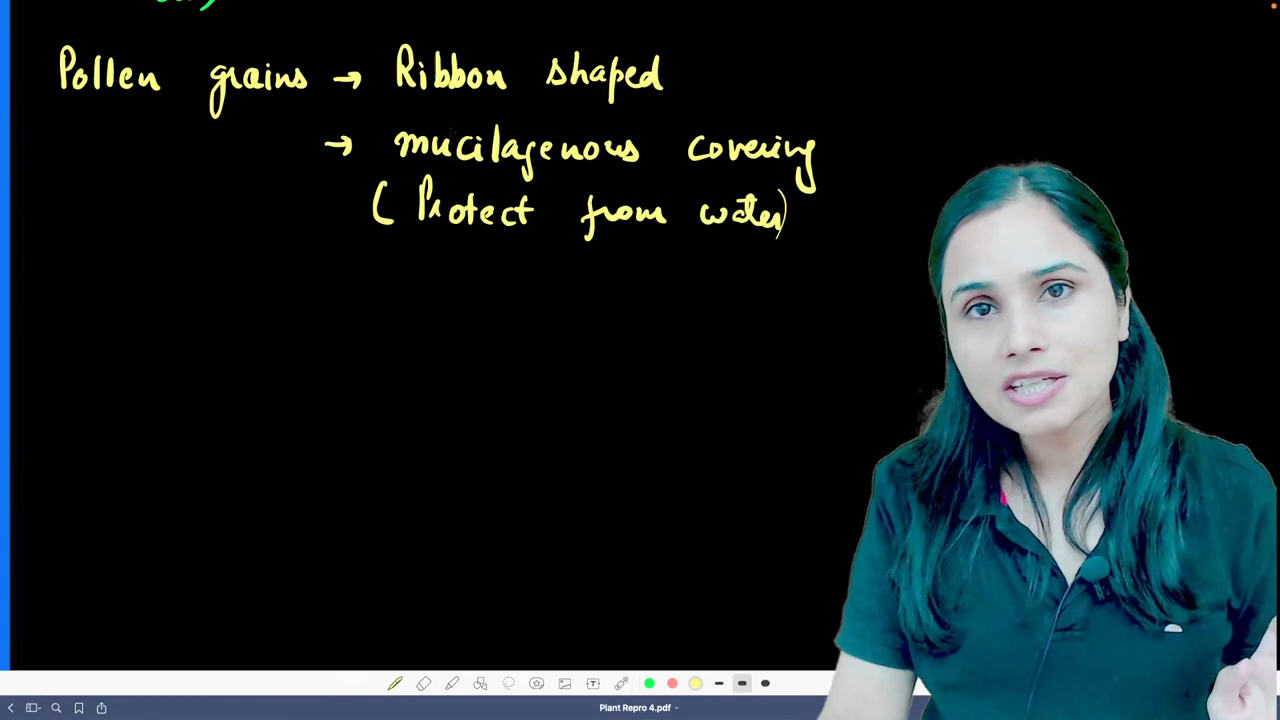 Pollen grains → Ribbon shaped
→ mucilagenous covering
(Protect from water)
Plant Repro 4.pdf